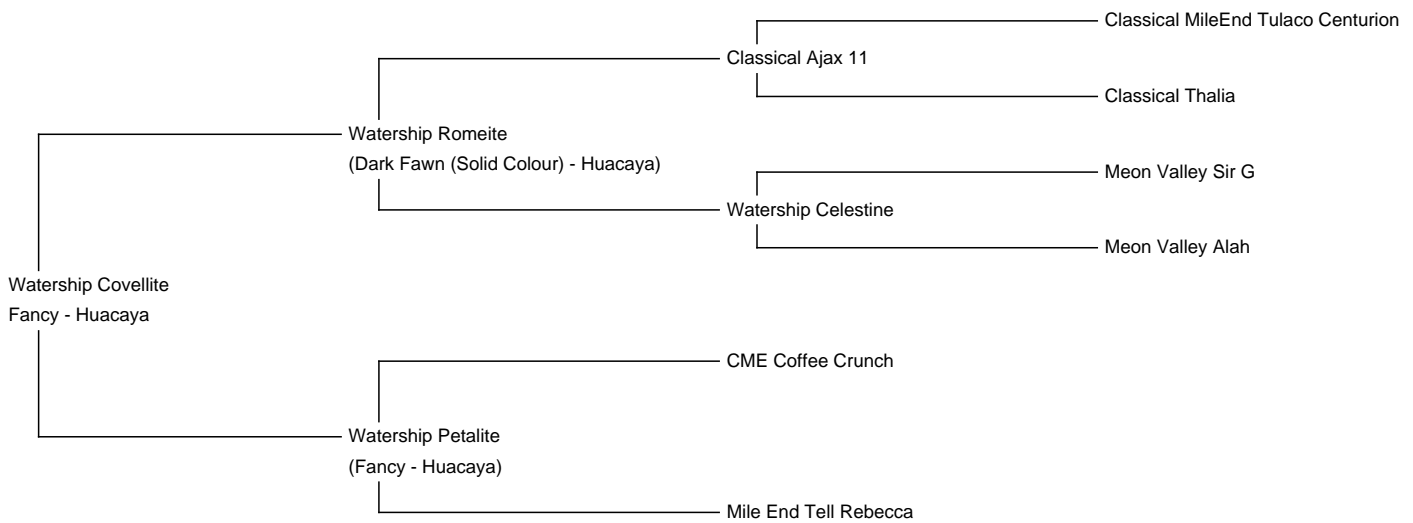 Classical MileEnd Tulaco Centurion
Classical Ajax 11
Classical Thalia
Watership Romeite
(Dark Fawn (Solid Colour) - Huacaya)
Meon Valley Sir G
Watership Celestine
Meon Valley Alah
Watership Covellite
Fancy - Huacaya
CME Coffee Crunch
Watership Petalite
(Fancy - Huacaya)
Mile End Tell Rebecca